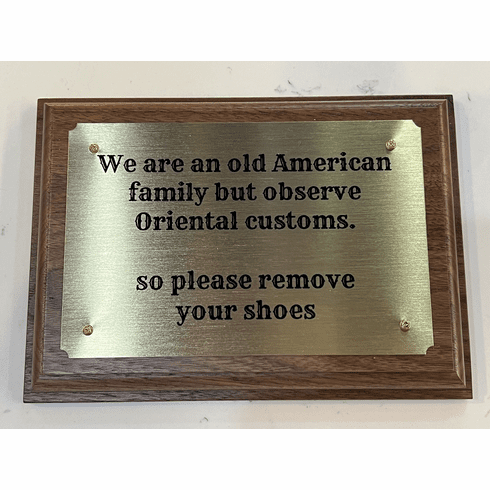 We are an old American
family but observe
Oriental customs.
so please remove
your shoes